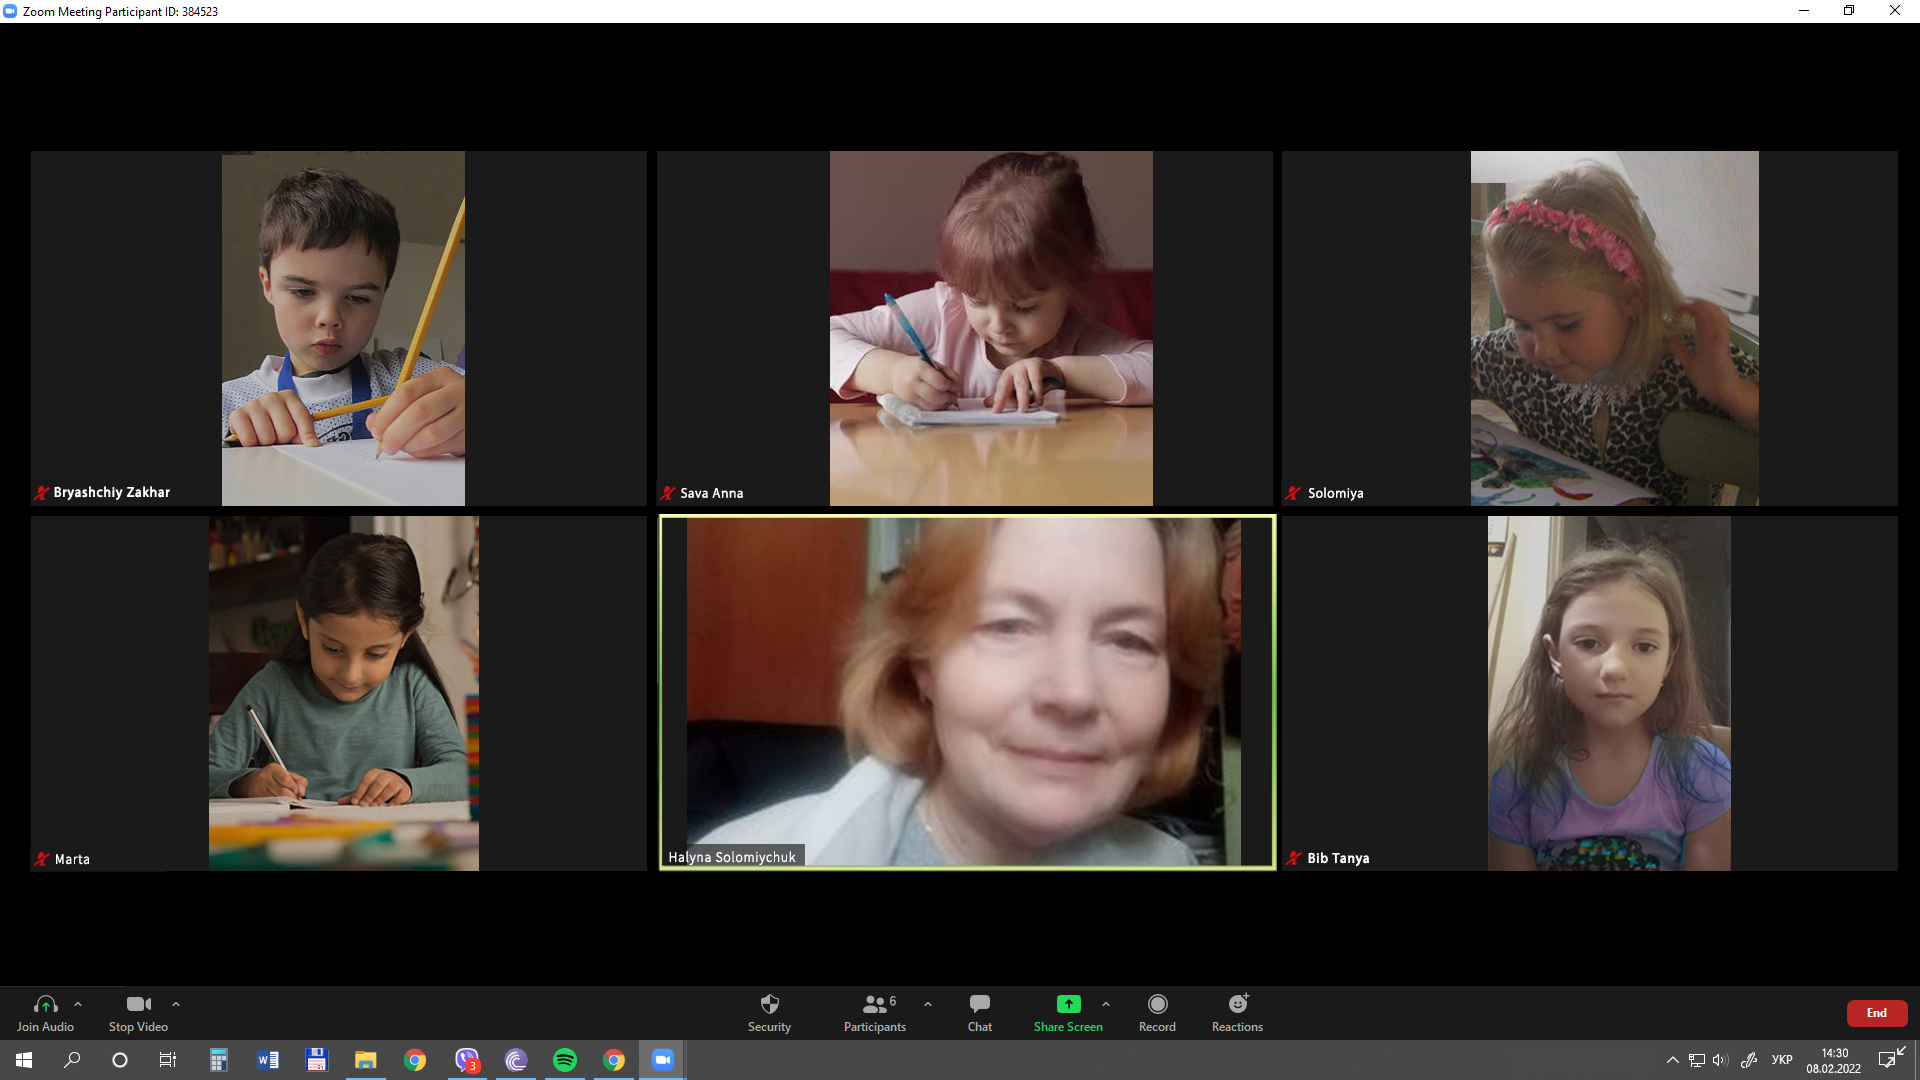 Zoom Meeting Participant ID: 384523
Bryashchiy Zakhar
Sava Anna
Solomiya
Marta
Halyna Solomiychuk
Bib Tanya
Join Audio
Stop Video
Security
6
Participants
Chat
Share Screen
Record
Reactions
End
3
УКР
14:30
08.02.2022